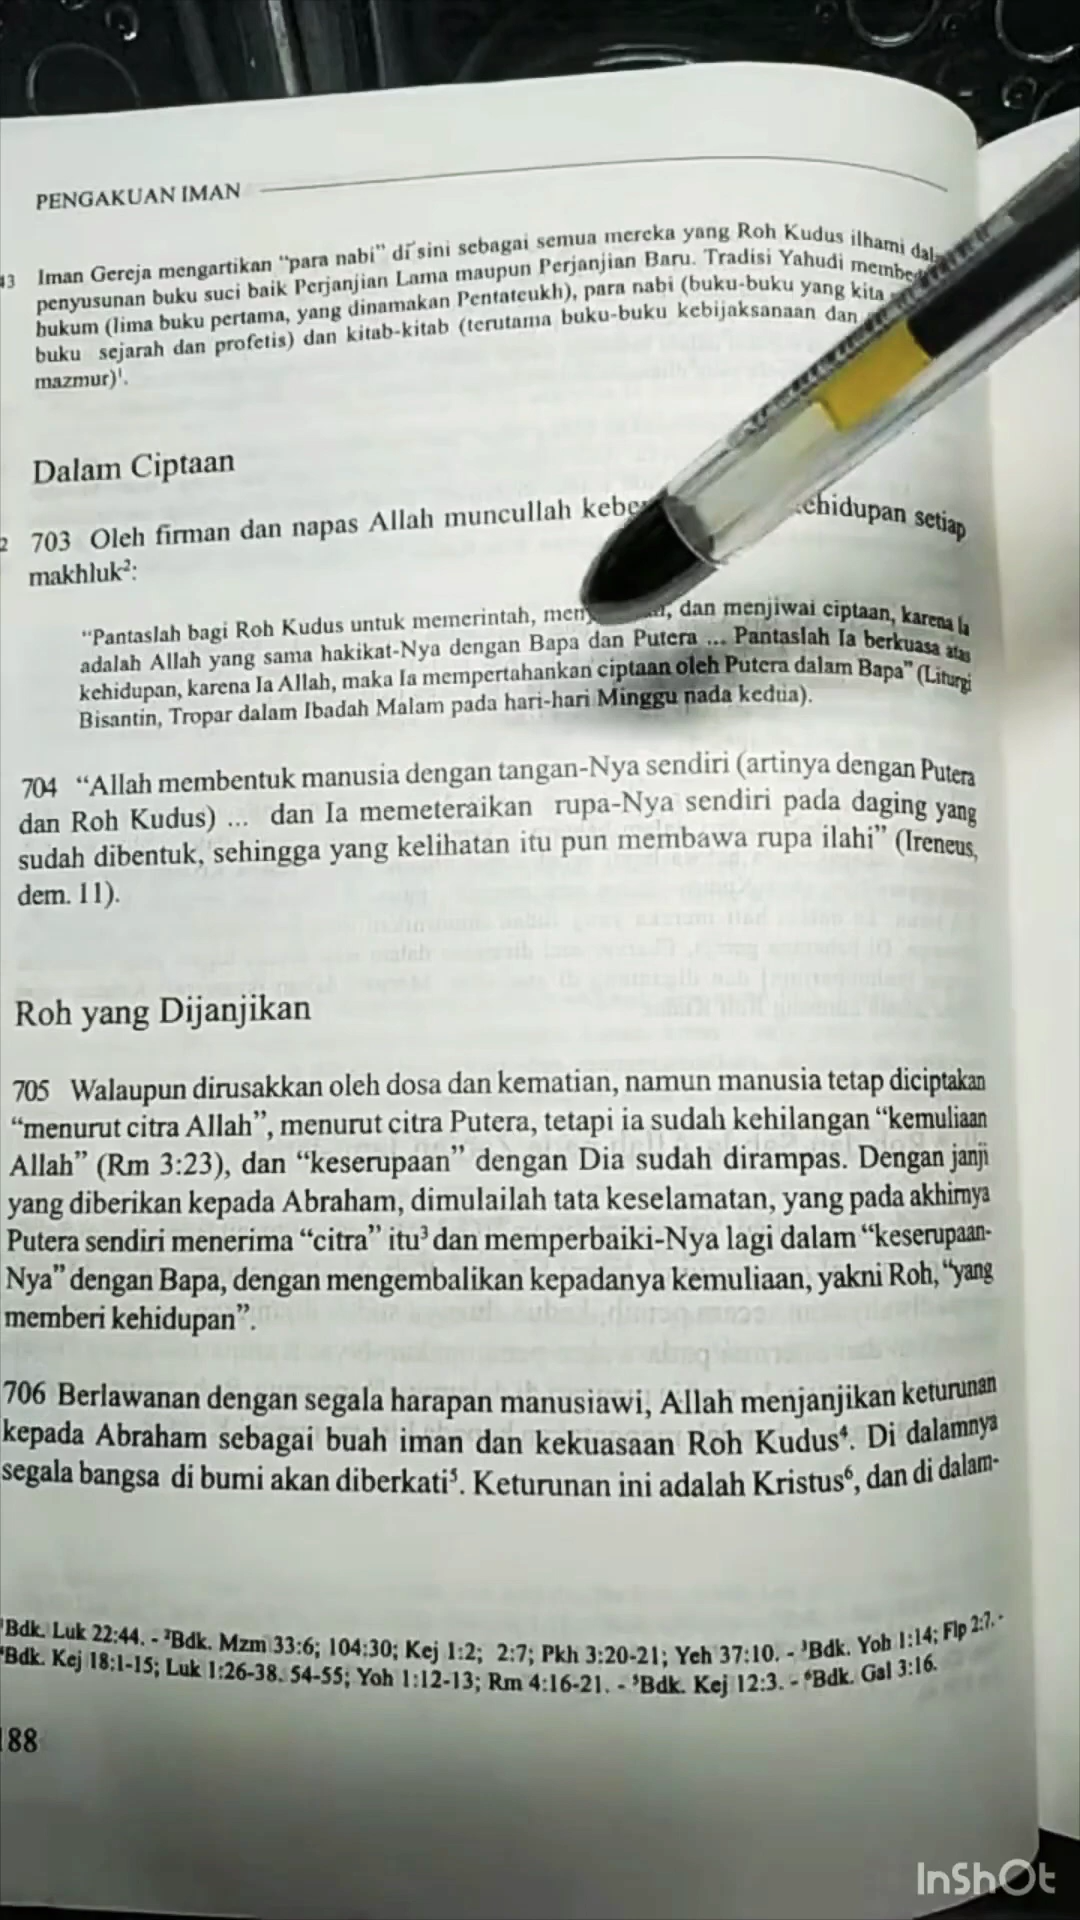 PENGAKUAN IMAN
43 Iman Gereja mengartikan “para nabi” di sini sebagai semua mereka yang Roh Kudus ilhami
penyusunan buku suci baik Perjanjian Lama maupun Perjanjian Baru. Tradisi Yahudi
hukum (lima buku pertama, yang dinamakan Pentateukh), para nabi (buku-buku yang kita
buku sejarah dan profetis) dan kitab-kitab (terutama buku-buku kebijaksanaan dan
mazmur)¹.
Dalam Ciptaan
2 703 Oleh firman dan napas Allah muncullah setiap
makhluk²:
“Pantaslah bagi Roh Kudus untuk memerintah, dan menjiwai ciptaan, karena Ia
adalah Allah yang sama hakikat-Nya dengan Bapa dan Putera ... Pantaslah Ia berkuasa atas
kehidupan, karena Ia Allah, maka Ia mempertahankan ciptaan oleh Putera dalam Bapa” (Liturgi
Bisantin, Tropar dalam Ibadah Malam pada hari-hari Minggu nada kedua).
704 “Allah membentuk manusia dengan tangan-Nya sendiri (artinya dengan Putera
dan Roh Kudus) ... dan Ia memeteraikan rupa-Nya sendiri pada daging yang
sudah dibentuk, sehingga yang kelihatan itu pun membawa rupa ilahi” (Ireneus,
dem. 11).
Roh yang Dijanjikan
705 Walaupun dirusakkan oleh dosa dan kematian, namun manusia tetap diciptakan
“menurut citra Allah”, menurut citra Putera, tetapi ia sudah kehilangan “kemuliaan
Allah” (Rm 3:23), dan “keserupaan” dengan Dia sudah dirampas. Dengan janji
yang diberikan kepada Abraham, dimulailah tata keselamatan, yang pada akhirnya
Putera sendiri menerima “citra” itu³ dan memperbaiki-Nya lagi dalam “keserupaan-
Nya” dengan Bapa, dengan mengembalikan kepadanya kemuliaan, yakni Roh, “yang
memberi kehidupan”.
706 Berlawanan dengan segala harapan manusiawi, Allah menjanjikan keturunan
kepada Abraham sebagai buah iman dan kekuasaan Roh Kudus⁴. Di dalamnya
segala bangsa di bumi akan diberkati⁵. Keturunan ini adalah Kristus⁶, dan di dalam-
¹Bdk. Luk 22:44. - ²Bdk. Mzm 33:6; 104:30; Kej 1:2; 2:7; Pkh 3:20-21; Yeh 37:10. - ³Bdk. Yoh 1:14; Flp 2:7. -
⁴Bdk. Kej 18:1-15; Luk 1:26-38. 54-55; Yoh 1:12-13; Rm 4:16-21. - ⁵Bdk. Kej 12:3. - ⁶Bdk. Gal 3:16.
188
InShOt